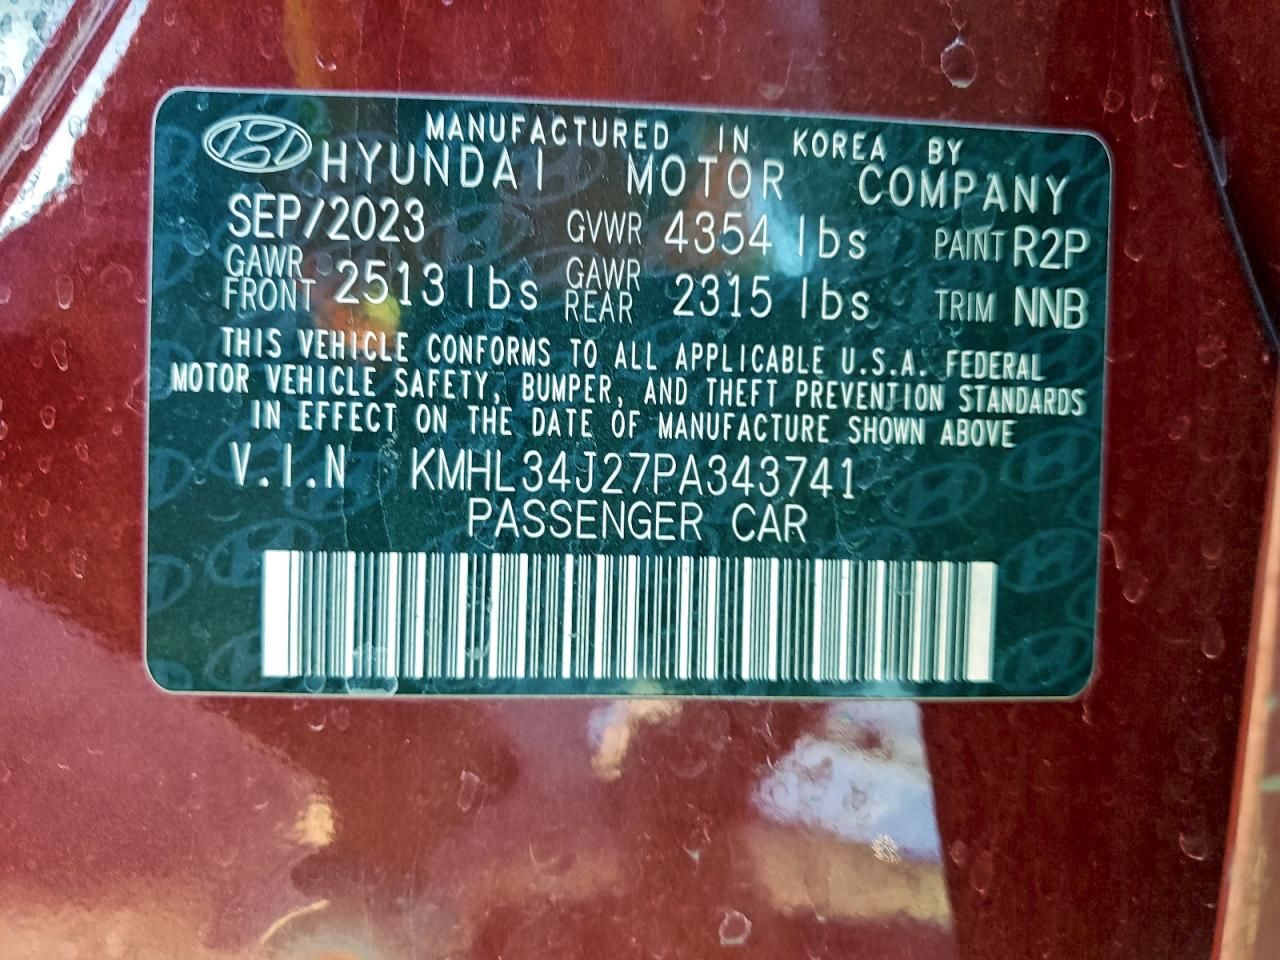 MANUFACTURED IN KOREA BY
HYUNDAI MOTOR COMPANY
SEP/2023 GVWR 4354 lbs PAINT R2P
GAWR FRONT 2513 lbs GAWR REAR 2315 lbs TRIM NNB
THIS VEHICLE CONFORMS TO ALL APPLICABLE U.S.A. FEDERAL
MOTOR VEHICLE SAFETY, BUMPER, AND THEFT PREVENTION STANDARDS
IN EFFECT ON THE DATE OF MANUFACTURE SHOWN ABOVE
V.I.N KMHL34J27PA343741
PASSENGER CAR